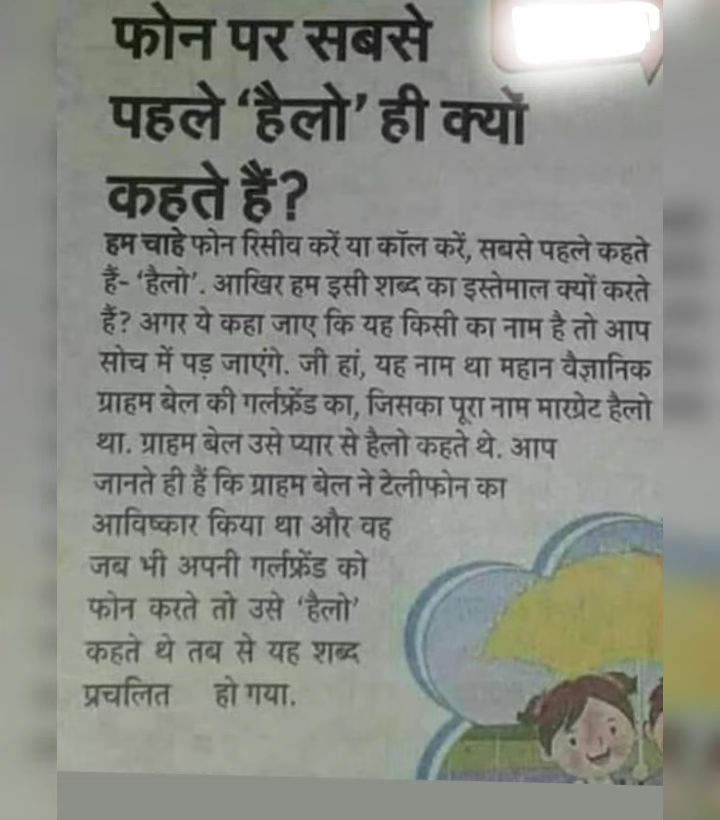 फोन पर सबसे
पहले ‘हैलो’ ही क्यों
कहते हैं?
हम चाहे फोन रिसीव करें या कॉल करें, सबसे पहले कहते
हैं- ‘हैलो’. आखिर हम इसी शब्द का इस्तेमाल क्यों करते
हैं? अगर ये कहा जाए कि यह किसी का नाम है तो आप
सोच में पड़ जाएंगे. जी हां, यह नाम था महान वैज्ञानिक
ग्राहम बेल की गर्लफ्रेंड का, जिसका पूरा नाम मारग्रेट हैलो
था. ग्राहम बेल उसे प्यार से हैलो कहते थे. आप
जानते ही हैं कि ग्राहम बेल ने टेलीफोन का
आविष्कार किया था और वह
जब भी अपनी गर्लफ्रेंड को
फोन करते तो उसे ‘हैलो’
कहते थे तब से यह शब्द
प्रचलित हो गया.